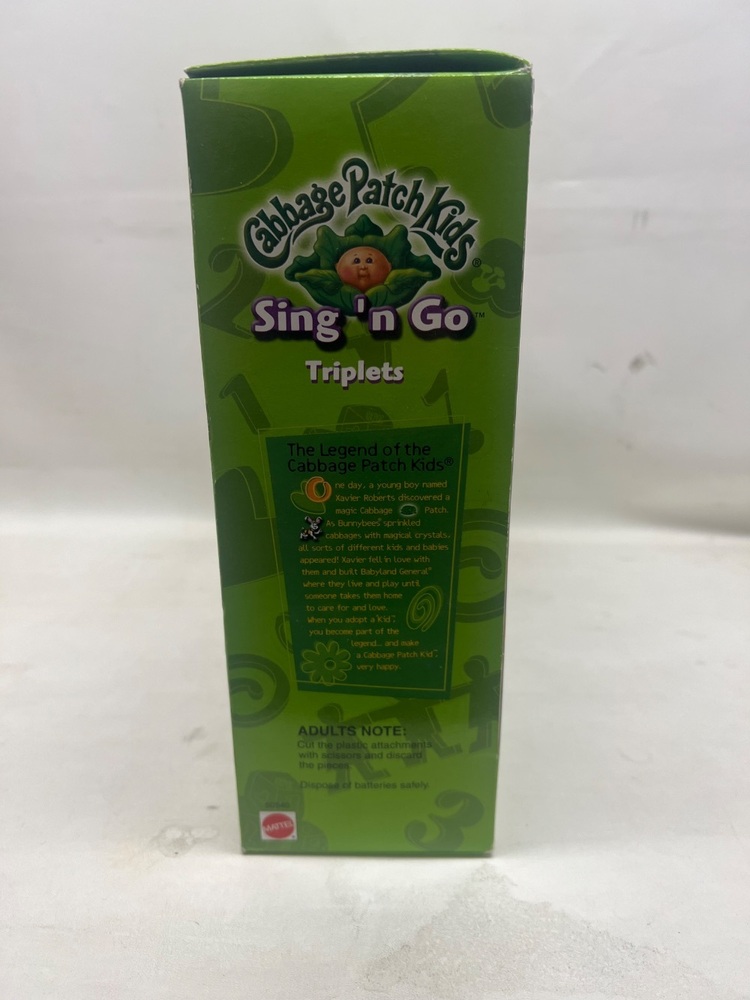 Cabbage Patch Kids®
Sing 'n Go™
Triplets
The Legend of the
Cabbage Patch Kids®
One day, a young boy named
Xavier Roberts discovered a
magic Cabbage Patch.
As Bunnybees® sprinkled
cabbages with magical crystals,
all sorts of different kids and babies
appeared! Xavier fell in love with
them and built Babyland General®
where they live and play until
someone takes them home
to care for and love.
When you adopt a 'Kid',
you become part of the
legend... and make
a Cabbage Patch Kid™,
very happy.
ADULTS NOTE:
Cut the plastic attachments
with scissors and discard
the pieces.
Dispose of batteries safely.
MATTEL